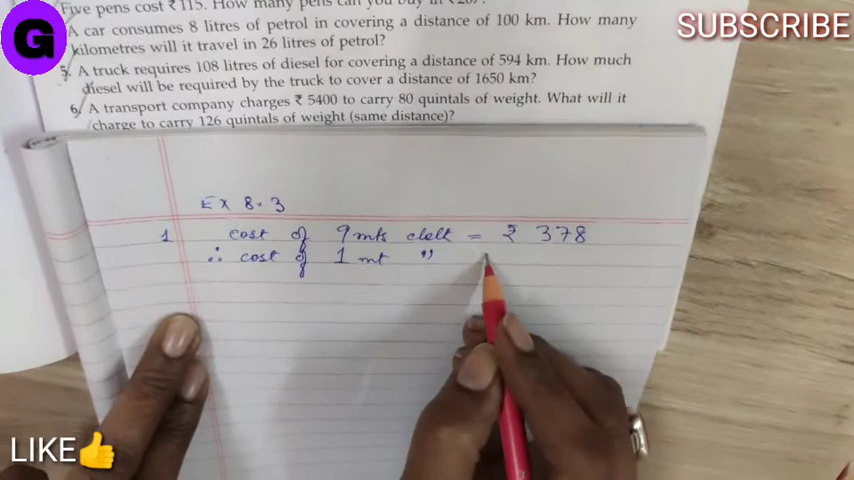 Five pens cost ₹ 115. How many pens can you buy in ₹
SUBSCRIBE
G
A car consumes 8 litres of petrol in covering a distance of 100 km. How many
kilometres will it travel in 26 litres of petrol?
5. A truck requires 108 litres of diesel for covering a distance of 594 km. How much
diesel will be required by the truck to cover a distance of 1650 km?
6. A transport company charges ₹ 5400 to carry 80 quintals of weight. What will it
charge to carry 126 quintals of weight (same distance)?
Ex 8.3
1 cost of 9 mts cloth = ₹ 378
∴ cost of 1 mt "
LIKE👍